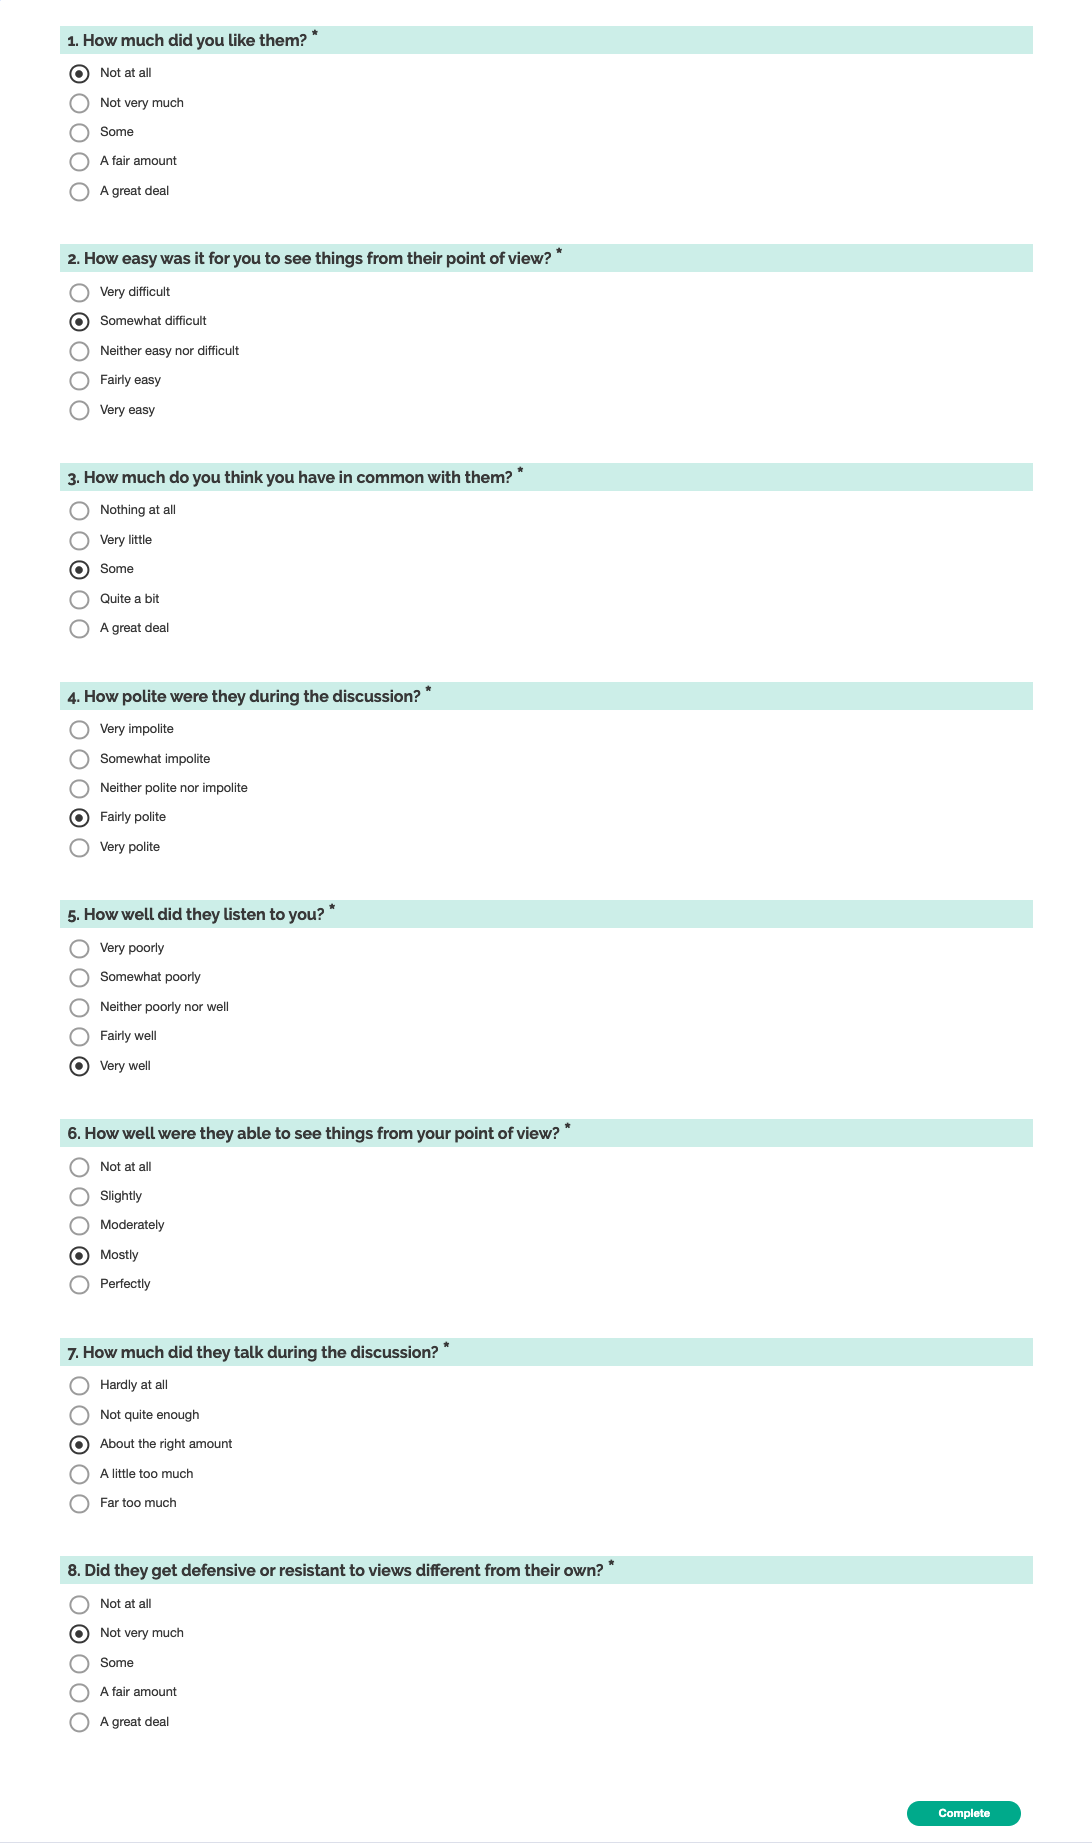 1. How much did you like them? *
Not at all
Not very much
Some
A fair amount
A great deal
2. How easy was it for you to see things from their point of view? *
Very difficult
Somewhat difficult
Neither easy nor difficult
Fairly easy
Very easy
3. How much do you think you have in common with them? *
Nothing at all
Very little
Some
Quite a bit
A great deal
4. How polite were they during the discussion? *
Very impolite
Somewhat impolite
Neither polite nor impolite
Fairly polite
Very polite
5. How well did they listen to you? *
Very poorly
Somewhat poorly
Neither poorly nor well
Fairly well
Very well
6. How well were they able to see things from your point of view? *
Not at all
Slightly
Moderately
Mostly
Perfectly
7. How much did they talk during the discussion? *
Hardly at all
Not quite enough
About the right amount
A little too much
Far too much
8. Did they get defensive or resistant to views different from their own? *
Not at all
Not very much
Some
A fair amount
A great deal
Complete